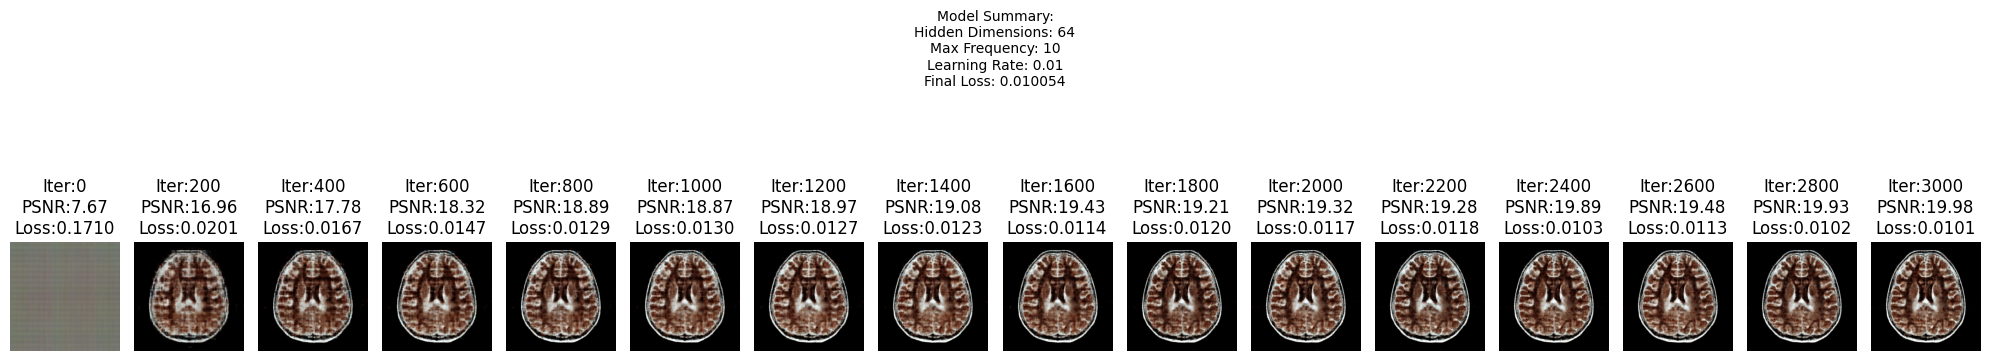 Model Summary:
Hidden Dimensions: 64
Max Frequency: 10
Learning Rate: 0.01
Final Loss: 0.010054
Iter:0
PSNR:7.67
Loss:0.1710
Iter:200
PSNR:16.96
Loss:0.0201
Iter:400
PSNR:17.78
Loss:0.0167
Iter:600
PSNR:18.32
Loss:0.0147
Iter:800
PSNR:18.89
Loss:0.0129
Iter:1000
PSNR:18.87
Loss:0.0130
Iter:1200
PSNR:18.97
Loss:0.0127
Iter:1400
PSNR:19.08
Loss:0.0123
Iter:1600
PSNR:19.43
Loss:0.0114
Iter:1800
PSNR:19.21
Loss:0.0120
Iter:2000
PSNR:19.32
Loss:0.0117
Iter:2200
PSNR:19.28
Loss:0.0118
Iter:2400
PSNR:19.89
Loss:0.0103
Iter:2600
PSNR:19.48
Loss:0.0113
Iter:2800
PSNR:19.93
Loss:0.0102
Iter:3000
PSNR:19.98
Loss:0.0101